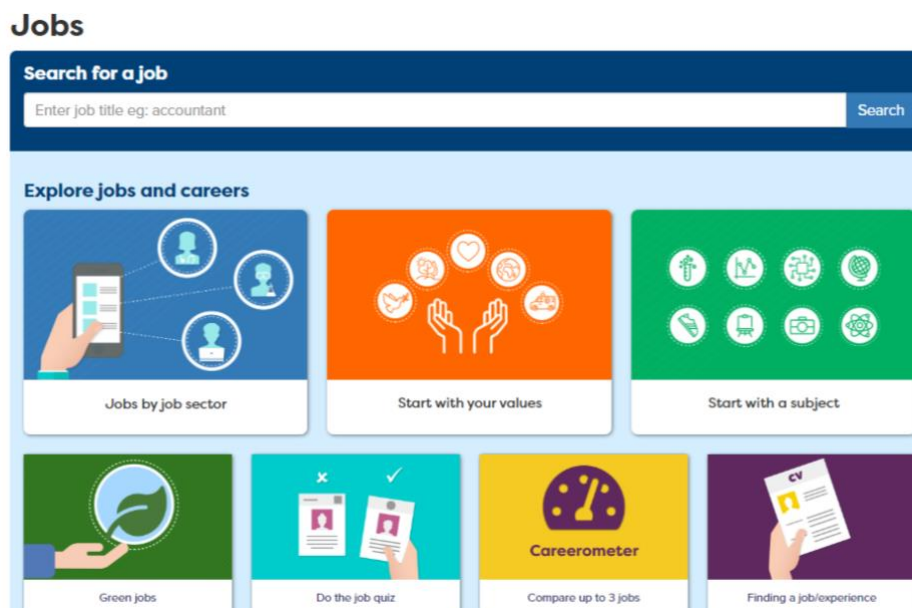 Jobs
Search for a job
Enter job title eg: accountant
Search
Explore jobs and careers
Jobs by job sector
Start with your values
Start with a subject
CV
Careerometer
Green jobs
Do the job quiz
Compare up to 3 jobs
Finding a job/experience